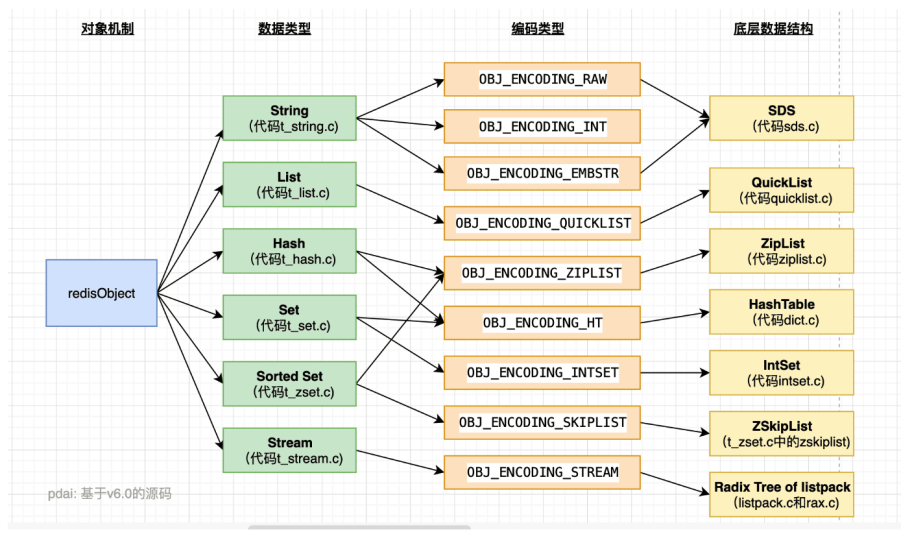 对象机制
数据类型
编码类型
底层数据结构
redisObject
String
（代码t_string.c）
List
（代码t_list.c）
Hash
（代码t_hash.c）
Set
（代码t_set.c）
Sorted Set
（代码t_zset.c）
Stream
（代码t_stream.c）
OBJ_ENCODING_RAW
OBJ_ENCODING_INT
OBJ_ENCODING_EMBSTR
OBJ_ENCODING_QUICKLIST
OBJ_ENCODING_ZIPLIST
OBJ_ENCODING_HT
OBJ_ENCODING_INTSET
OBJ_ENCODING_SKIPLIST
OBJ_ENCODING_STREAM
SDS
（代码sds.c）
QuickList
（代码quicklist.c）
ZipList
（代码ziplist.c）
HashTable
（代码dict.c）
IntSet
（代码intset.c）
ZSkipList
（t_zset.c中的zskiplist)
Radix Tree of listpack
（listpack.c和rax.c）
pdai: 基于v6.0的源码